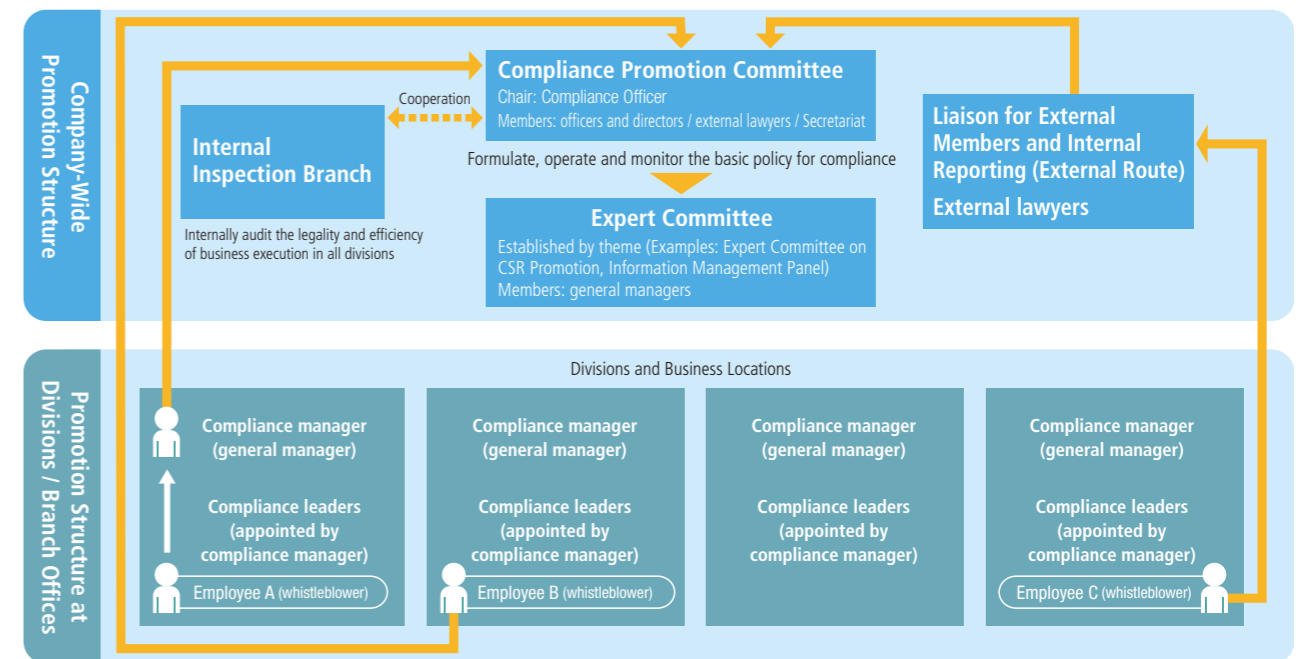 Company-Wide
Promotion Structure
Compliance Promotion Committee
Chair: Compliance Officer
Members: officers and directors / external lawyers / Secretariat
Cooperation
Internal
Inspection Branch
Internally audit the legality and efficiency
of business execution in all divisions
Formulate, operate and monitor the basic policy for compliance
Expert Committee
Established by theme (Examples: Expert Committee on
CSR Promotion, Information Management Panel)
Members: general managers
Liaison for External
Members and Internal
Reporting (External Route)
External lawyers
Promotion Structure at
Divisions / Branch Offices
Divisions and Business Locations
Compliance manager
(general manager)
Compliance leaders
(appointed by
compliance manager)
Employee A (whistleblower)
Compliance manager
(general manager)
Compliance leaders
(appointed by
compliance manager)
Employee B (whistleblower)
Compliance manager
(general manager)
Compliance leaders
(appointed by
compliance manager)
Compliance manager
(general manager)
Compliance leaders
(appointed by
compliance manager)
Employee C (whistleblower)